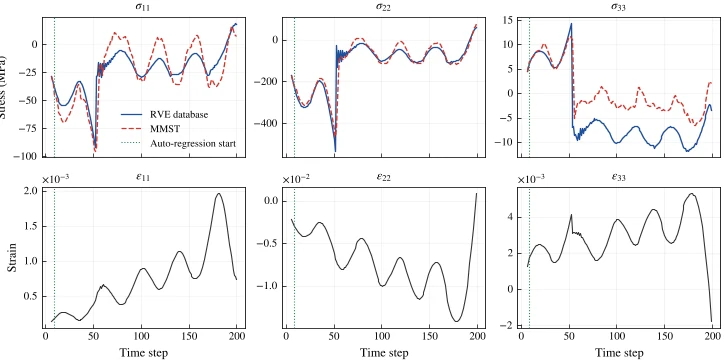 σ11
σ22
σ33
Stress (MPa)
0
−25
−50
−75
−100
RVE database
MMST
Auto-regression start
0
−200
−400
15
10
5
0
−5
−10
×10⁻³
ε11
×10⁻²
ε22
×10⁻³
ε33
Strain
2.0
1.5
1.0
0.5
0.0
−0.5
−1.0
4
2
0
−2
0 50 100 150 200
0 50 100 150 200
0 50 100 150 200
Time step
Time step
Time step